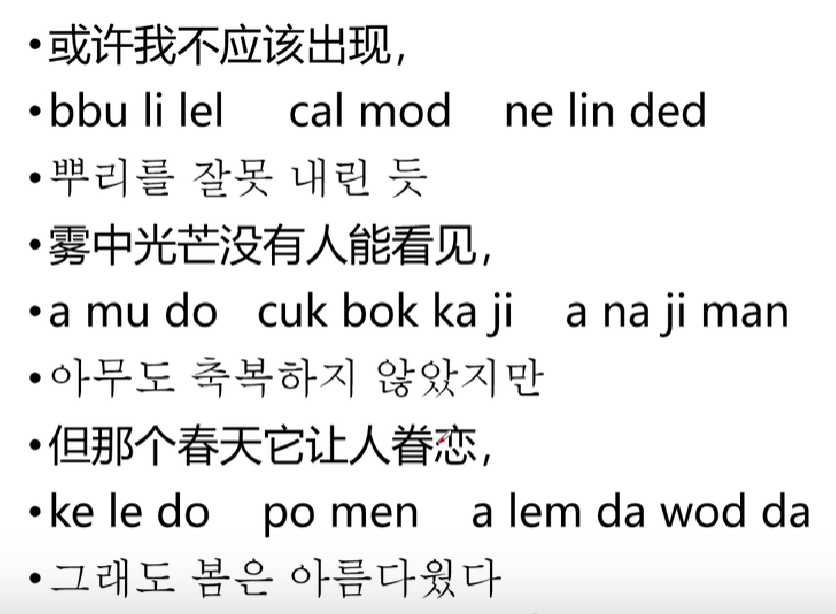 •或许我不应该出现，
•bbu li lel cal mod ne lin ded
•뿌리를 잘못 내린 듯
•雾中光芒没有人能看见，
•a mu do cuk bok ka ji a na ji man
•아무도 축복하지 않았지만
•但那个春天它让人眷恋，
•ke le do po men a lem da wod da
•그래도 봄은 아름다웠다